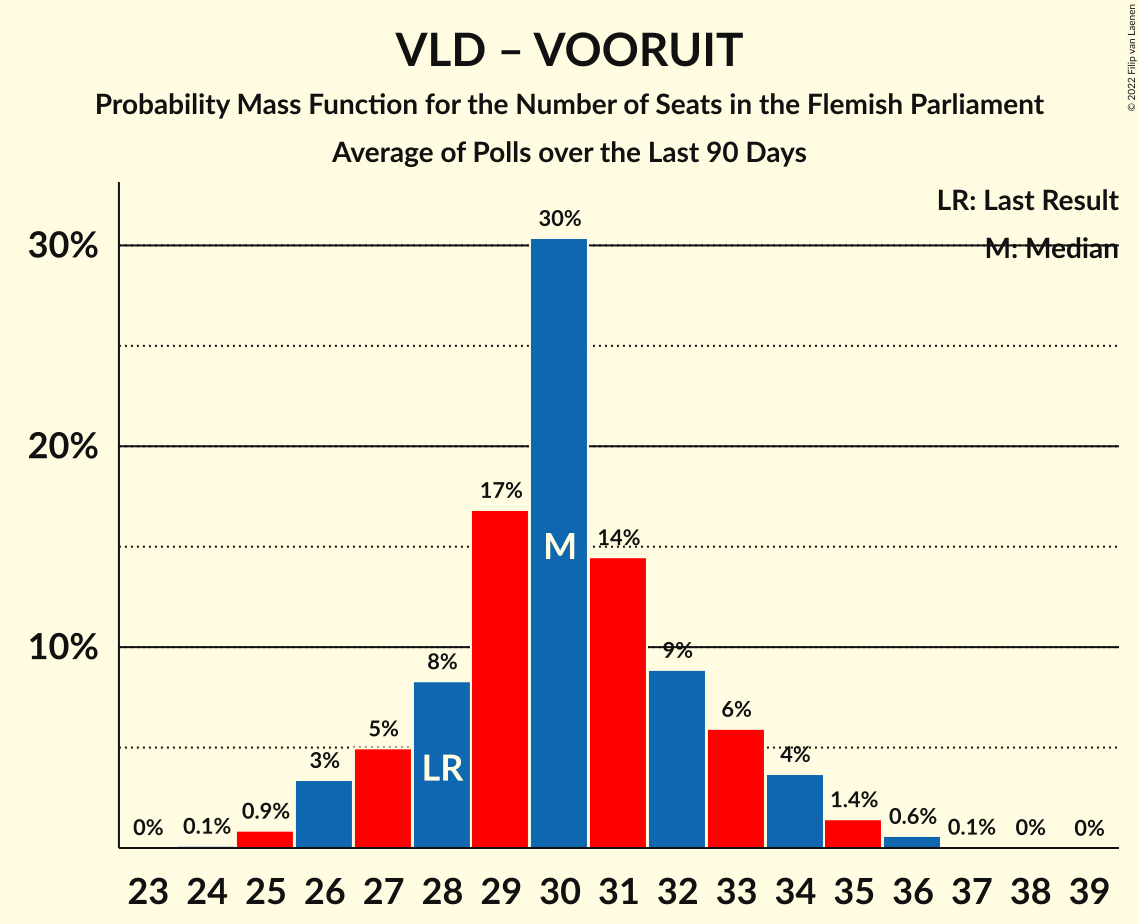 VLD – VOORUIT
Probability Mass Function for the Number of Seats in the Flemish Parliament
Average of Polls over the Last 90 Days
© 2022 Filip van Laenen
LR: Last Result
M: Median
30%
20%
10%
0%
0.1%
0.9%
3%
5%
8%
17%
30%
14%
9%
6%
4%
1.4%
0.6%
0.1%
0%
0%
LR
M
23 24 25 26 27 28 29 30 31 32 33 34 35 36 37 38 39